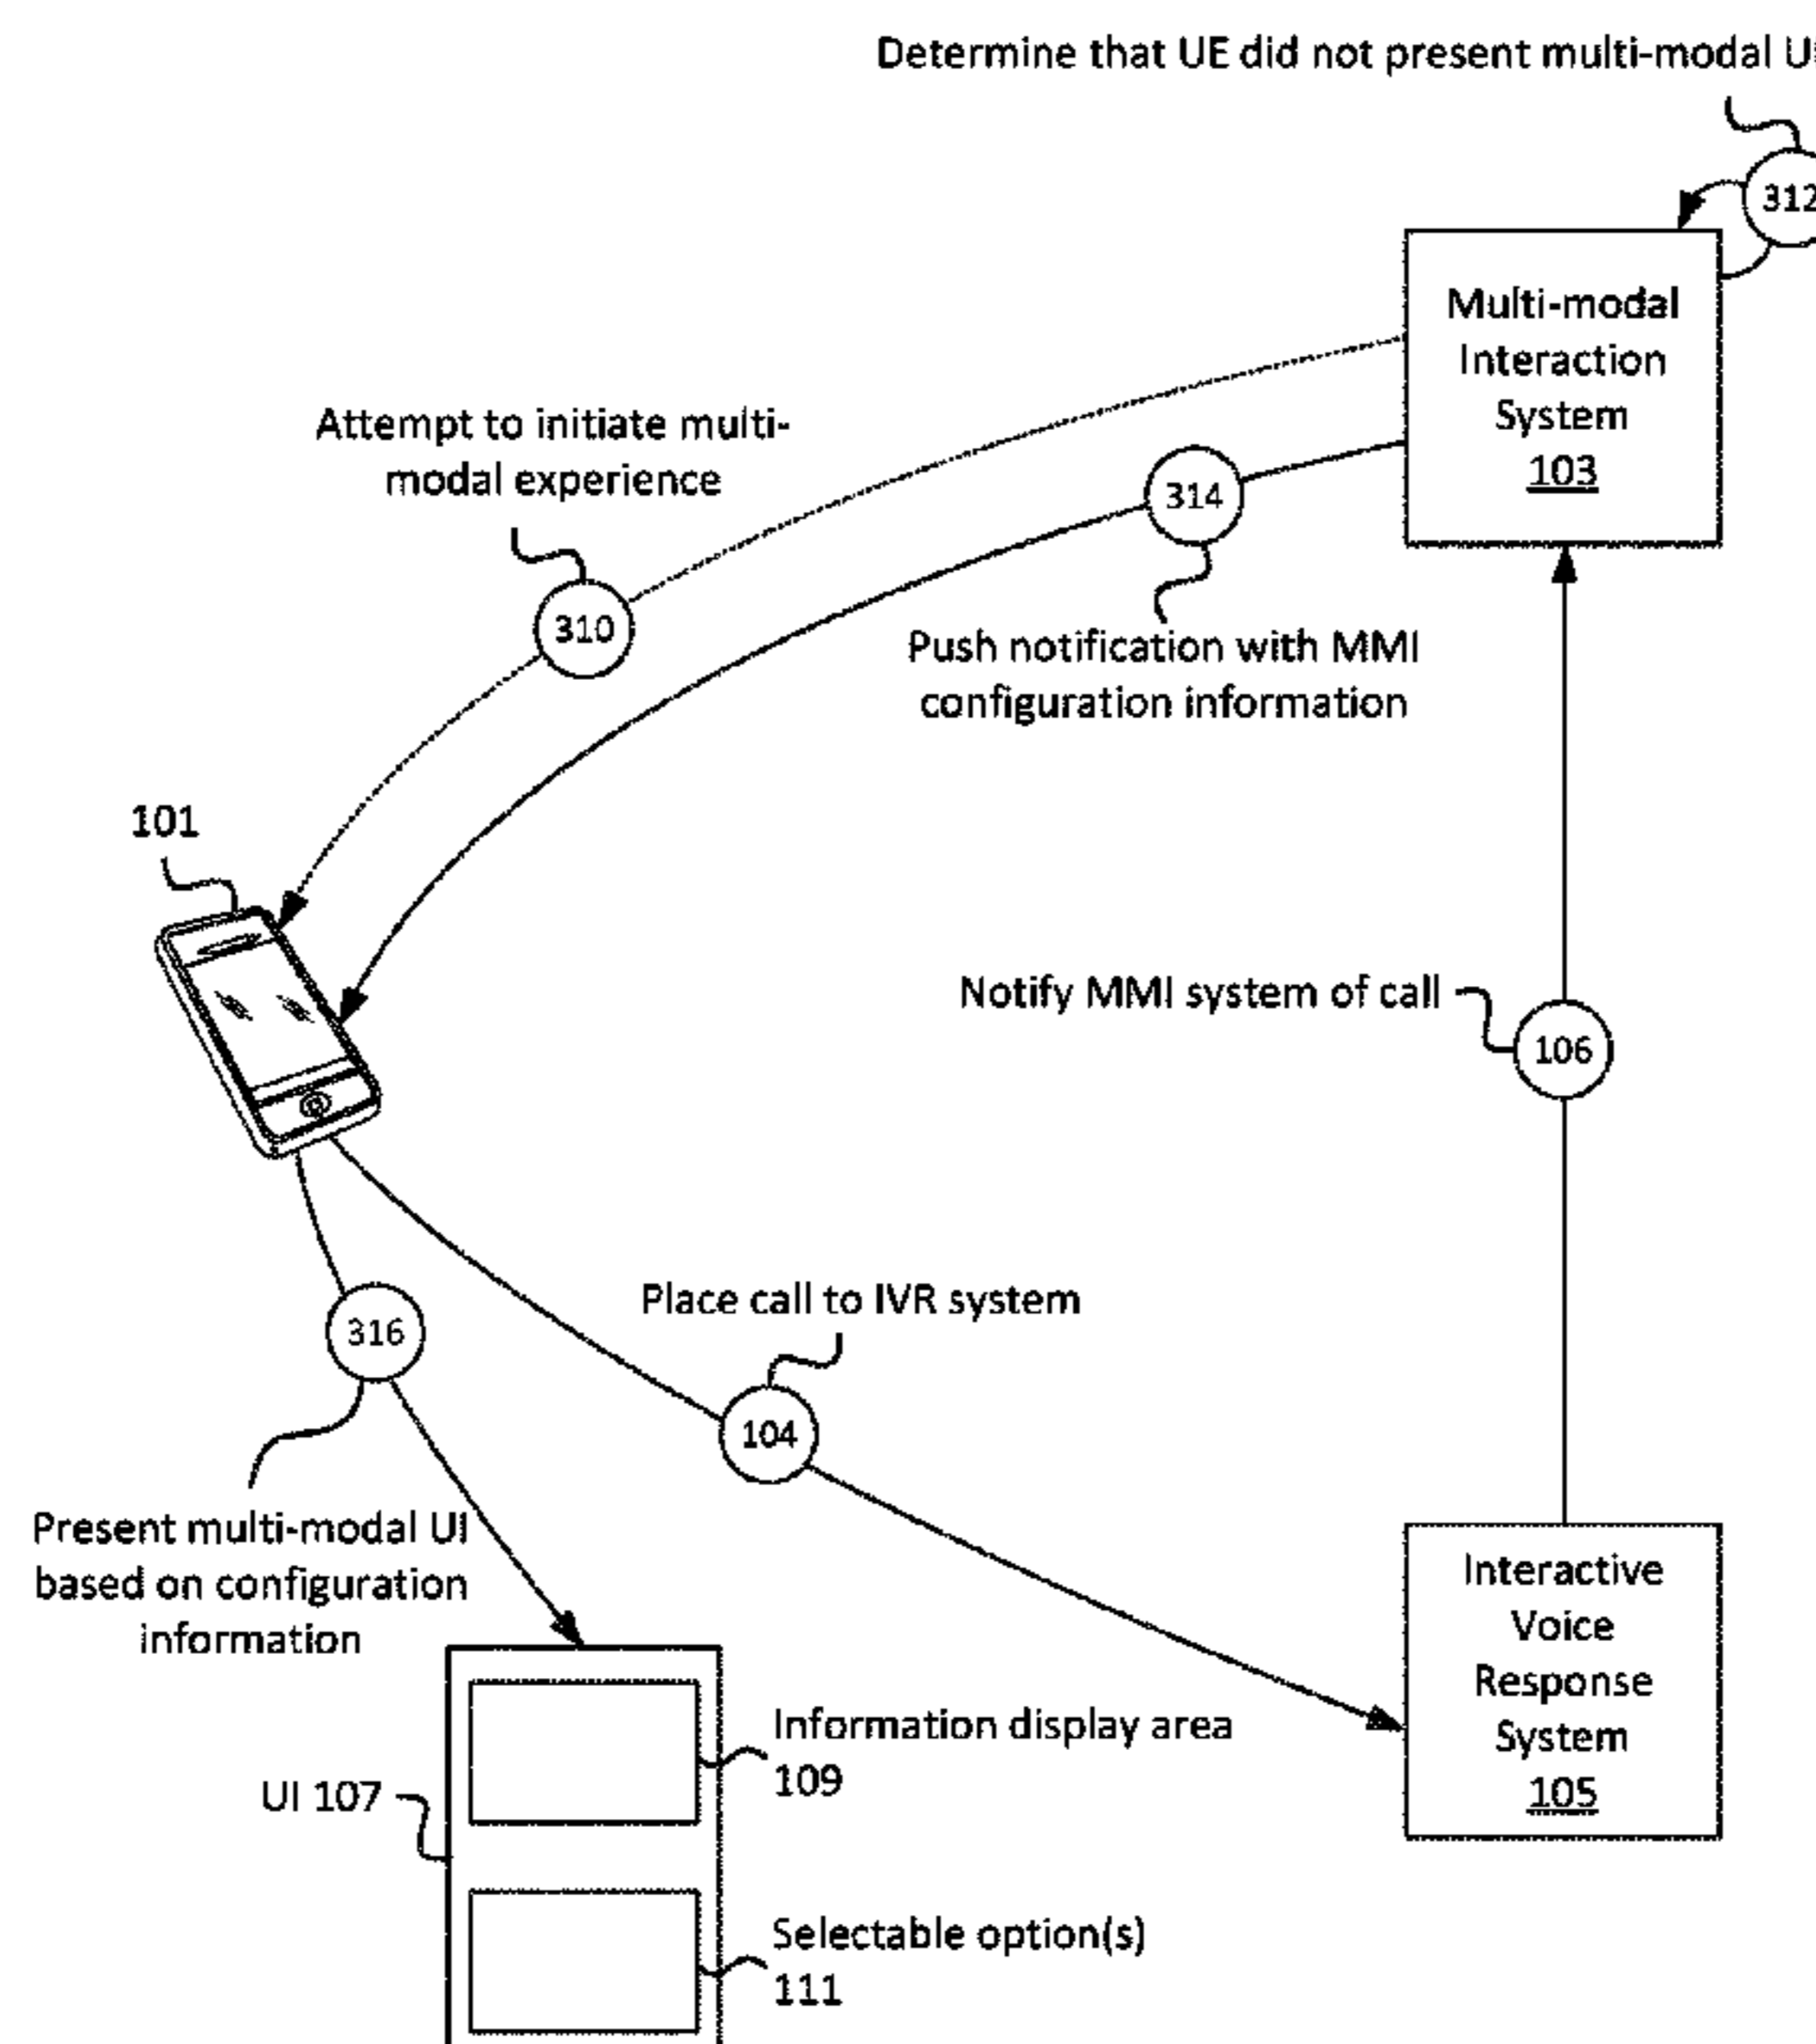 Determine that UE did not present multi-modal
312
Multi-modal
Interaction
System
103
Attempt to initiate multi-
modal experience
314
310
Push notification with MMI
configuration information
101
Notify MMI system of call
106
Place call to IVR system
316
104
Present multi-modal UI
based on configuration
information
Interactive
Voice
Response
System
105
Information display area
109
UI 107
Selectable option(s)
111